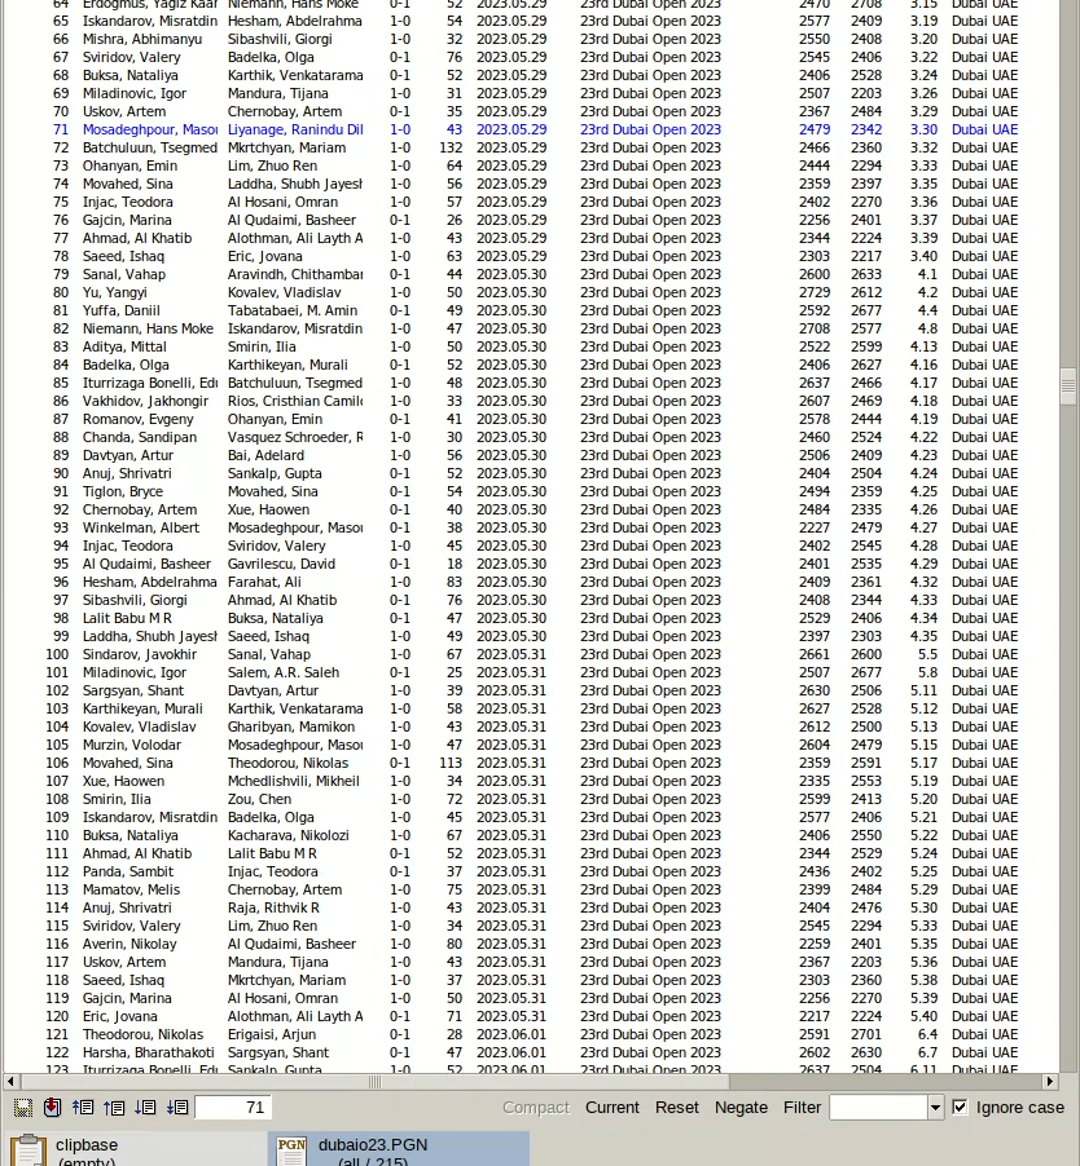 64 Erdogmus, Yagiz Kaar Niemann, Hans Moke 0-1 52 2023.05.29 23rd Dubai Open 2023 2470 2708 3.15 Dubai UAE
65 Iskandarov, Misratdin Hesham, Abdelrahma 1-0 54 2023.05.29 23rd Dubai Open 2023 2577 2409 3.19 Dubai UAE
66 Mishra, Abhimanyu Sibashvili, Giorgi 1-0 32 2023.05.29 23rd Dubai Open 2023 2550 2408 3.20 Dubai UAE
67 Sviridov, Valery Badelka, Olga 0-1 76 2023.05.29 23rd Dubai Open 2023 2545 2406 3.22 Dubai UAE
68 Buksa, Nataliya Karthik, Venkatarama 0-1 52 2023.05.29 23rd Dubai Open 2023 2406 2528 3.24 Dubai UAE
69 Miladinovic, Igor Mandura, Tijana 1-0 31 2023.05.29 23rd Dubai Open 2023 2507 2203 3.26 Dubai UAE
70 Uskov, Artem Chernobay, Artem 0-1 35 2023.05.29 23rd Dubai Open 2023 2367 2484 3.29 Dubai UAE
71 Mosadeghpour, Masou Liyanage, Ranindu Dil 1-0 43 2023.05.29 23rd Dubai Open 2023 2479 2342 3.30 Dubai UAE
72 Batchuluun, Tsegmed Mkrtchyan, Mariam 1-0 132 2023.05.29 23rd Dubai Open 2023 2466 2360 3.32 Dubai UAE
73 Ohanyan, Emin Lim, Zhuo Ren 1-0 64 2023.05.29 23rd Dubai Open 2023 2444 2294 3.33 Dubai UAE
74 Movahed, Sina Laddha, Shubh Jayesh 1-0 56 2023.05.29 23rd Dubai Open 2023 2359 2397 3.35 Dubai UAE
75 Injac, Teodora Al Hosani, Omran 1-0 57 2023.05.29 23rd Dubai Open 2023 2402 2270 3.36 Dubai UAE
76 Gajcin, Marina Al Qudaimi, Basheer 0-1 26 2023.05.29 23rd Dubai Open 2023 2256 2401 3.37 Dubai UAE
77 Ahmad, Al Khatib Alothman, Ali Layth A 1-0 43 2023.05.29 23rd Dubai Open 2023 2344 2224 3.39 Dubai UAE
78 Saeed, Ishaq Eric, Jovana 1-0 63 2023.05.29 23rd Dubai Open 2023 2303 2217 3.40 Dubai UAE
79 Sanal, Vahap Aravindh, Chithambar 0-1 44 2023.05.30 23rd Dubai Open 2023 2600 2633 4.1 Dubai UAE
80 Yu, Yangyi Kovalev, Vladislav 1-0 50 2023.05.30 23rd Dubai Open 2023 2729 2612 4.2 Dubai UAE
81 Yuffa, Daniil Tabatabaei, M. Amin 0-1 49 2023.05.30 23rd Dubai Open 2023 2592 2677 4.4 Dubai UAE
82 Niemann, Hans Moke Iskandarov, Misratdin 1-0 47 2023.05.30 23rd Dubai Open 2023 2708 2577 4.8 Dubai UAE
83 Aditya, Mittal Smirin, Ilia 1-0 50 2023.05.30 23rd Dubai Open 2023 2522 2599 4.13 Dubai UAE
84 Badelka, Olga Karthikeyan, Murali 0-1 52 2023.05.30 23rd Dubai Open 2023 2406 2627 4.16 Dubai UAE
85 Iturrizaga Bonelli, Edu Batchuluun, Tsegmed 1-0 48 2023.05.30 23rd Dubai Open 2023 2637 2466 4.17 Dubai UAE
86 Vakhidov, Jakhongir Rios, Cristhian Camilo 1-0 33 2023.05.30 23rd Dubai Open 2023 2607 2469 4.18 Dubai UAE
87 Romanov, Evgeny Ohanyan, Emin 0-1 41 2023.05.30 23rd Dubai Open 2023 2578 2444 4.19 Dubai UAE
88 Chanda, Sandipan Vasquez Schroeder, R 1-0 30 2023.05.30 23rd Dubai Open 2023 2460 2524 4.22 Dubai UAE
89 Davtyan, Artur Bai, Adelard 1-0 56 2023.05.30 23rd Dubai Open 2023 2506 2409 4.23 Dubai UAE
90 Anuj, Shrivatri Sankalp, Gupta 0-1 52 2023.05.30 23rd Dubai Open 2023 2404 2504 4.24 Dubai UAE
91 Tiglon, Bryce Movahed, Sina 0-1 54 2023.05.30 23rd Dubai Open 2023 2494 2359 4.25 Dubai UAE
92 Chernobay, Artem Xue, Haowen 0-1 40 2023.05.30 23rd Dubai Open 2023 2484 2335 4.26 Dubai UAE
93 Winkelman, Albert Mosadeghpour, Masou 0-1 38 2023.05.30 23rd Dubai Open 2023 2227 2479 4.27 Dubai UAE
94 Injac, Teodora Sviridov, Valery 1-0 45 2023.05.30 23rd Dubai Open 2023 2402 2545 4.28 Dubai UAE
95 Al Qudaimi, Basheer Gavrilescu, David 0-1 18 2023.05.30 23rd Dubai Open 2023 2401 2535 4.29 Dubai UAE
96 Hesham, Abdelrahma Farahat, Ali 1-0 83 2023.05.30 23rd Dubai Open 2023 2409 2361 4.32 Dubai UAE
97 Sibashvili, Giorgi Ahmad, Al Khatib 0-1 76 2023.05.30 23rd Dubai Open 2023 2408 2344 4.33 Dubai UAE
98 Lalit Babu M R Buksa, Nataliya 0-1 47 2023.05.30 23rd Dubai Open 2023 2529 2406 4.34 Dubai UAE
99 Laddha, Shubh Jayesh Saeed, Ishaq 1-0 49 2023.05.30 23rd Dubai Open 2023 2397 2303 4.35 Dubai UAE
100 Sindarov, Javokhir Sanal, Vahap 1-0 67 2023.05.31 23rd Dubai Open 2023 2661 2600 5.5 Dubai UAE
101 Miladinovic, Igor Salem, A.R. Saleh 0-1 25 2023.05.31 23rd Dubai Open 2023 2507 2677 5.8 Dubai UAE
102 Sargsyan, Shant Davtyan, Artur 1-0 39 2023.05.31 23rd Dubai Open 2023 2630 2506 5.11 Dubai UAE
103 Karthikeyan, Murali Karthik, Venkatarama 1-0 58 2023.05.31 23rd Dubai Open 2023 2627 2528 5.12 Dubai UAE
104 Kovalev, Vladislav Gharibyan, Mamikon 1-0 43 2023.05.31 23rd Dubai Open 2023 2612 2500 5.13 Dubai UAE
105 Murzin, Volodar Mosadeghpour, Masou 1-0 47 2023.05.31 23rd Dubai Open 2023 2604 2479 5.15 Dubai UAE
106 Movahed, Sina Theodorou, Nikolas 0-1 113 2023.05.31 23rd Dubai Open 2023 2359 2591 5.17 Dubai UAE
107 Xue, Haowen Mchedlishvili, Mikheil 1-0 34 2023.05.31 23rd Dubai Open 2023 2335 2553 5.19 Dubai UAE
108 Smirin, Ilia Zou, Chen 1-0 72 2023.05.31 23rd Dubai Open 2023 2599 2413 5.20 Dubai UAE
109 Iskandarov, Misratdin Badelka, Olga 1-0 45 2023.05.31 23rd Dubai Open 2023 2577 2406 5.21 Dubai UAE
110 Buksa, Nataliya Kacharava, Nikolozi 1-0 67 2023.05.31 23rd Dubai Open 2023 2406 2550 5.22 Dubai UAE
111 Ahmad, Al Khatib Lalit Babu M R 0-1 52 2023.05.31 23rd Dubai Open 2023 2344 2529 5.24 Dubai UAE
112 Panda, Sambit Injac, Teodora 0-1 37 2023.05.31 23rd Dubai Open 2023 2436 2402 5.25 Dubai UAE
113 Mamatov, Melis Chernobay, Artem 1-0 75 2023.05.31 23rd Dubai Open 2023 2399 2484 5.29 Dubai UAE
114 Anuj, Shrivatri Raja, Rithvik R 1-0 43 2023.05.31 23rd Dubai Open 2023 2404 2476 5.30 Dubai UAE
115 Sviridov, Valery Lim, Zhuo Ren 1-0 34 2023.05.31 23rd Dubai Open 2023 2545 2294 5.33 Dubai UAE
116 Averin, Nikolay Al Qudaimi, Basheer 1-0 80 2023.05.31 23rd Dubai Open 2023 2259 2401 5.35 Dubai UAE
117 Uskov, Artem Mandura, Tijana 1-0 43 2023.05.31 23rd Dubai Open 2023 2367 2203 5.36 Dubai UAE
118 Saeed, Ishaq Mkrtchyan, Mariam 1-0 37 2023.05.31 23rd Dubai Open 2023 2303 2360 5.38 Dubai UAE
119 Gajcin, Marina Al Hosani, Omran 1-0 50 2023.05.31 23rd Dubai Open 2023 2256 2270 5.39 Dubai UAE
120 Eric, Jovana Alothman, Ali Layth A 0-1 71 2023.05.31 23rd Dubai Open 2023 2217 2224 5.40 Dubai UAE
121 Theodorou, Nikolas Erigaisi, Arjun 0-1 28 2023.06.01 23rd Dubai Open 2023 2591 2701 6.4 Dubai UAE
122 Harsha, Bharathakoti Sargsyan, Shant 0-1 47 2023.06.01 23rd Dubai Open 2023 2602 2630 6.7 Dubai UAE
123 Iturrizaga Bonelli, Edu Sankalp, Gupta 1-0 52 2023.06.01 23rd Dubai Open 2023 2637 2504 6.11 Dubai UAE
71 Compact Current Reset Negate Filter Ignore case
clipbase
(empty)
PGN dubaio23.PGN
(all / 215)